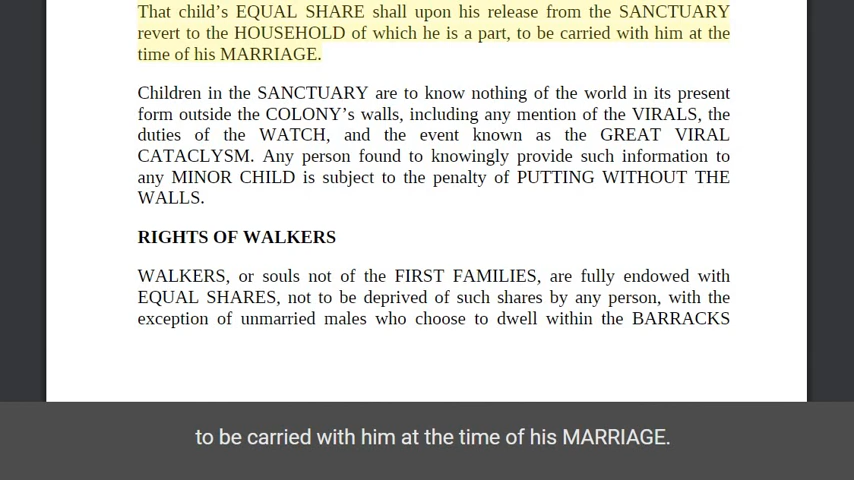 That child’s EQUAL SHARE shall upon his release from the SANCTUARY
revert to the HOUSEHOLD of which he is a part, to be carried with him at the
time of his MARRIAGE.
Children in the SANCTUARY are to know nothing of the world in its present
form outside the COLONY’s walls, including any mention of the VIRALS, the
duties of the WATCH, and the event known as the GREAT VIRAL
CATACLYSM. Any person found to knowingly provide such information to
any MINOR CHILD is subject to the penalty of PUTTING WITHOUT THE
WALLS.
RIGHTS OF WALKERS
WALKERS, or souls not of the FIRST FAMILIES, are fully endowed with
EQUAL SHARES, not to be deprived of such shares by any person, with the
exception of unmarried males who choose to dwell within the BARRACKS
to be carried with him at the time of his MARRIAGE.